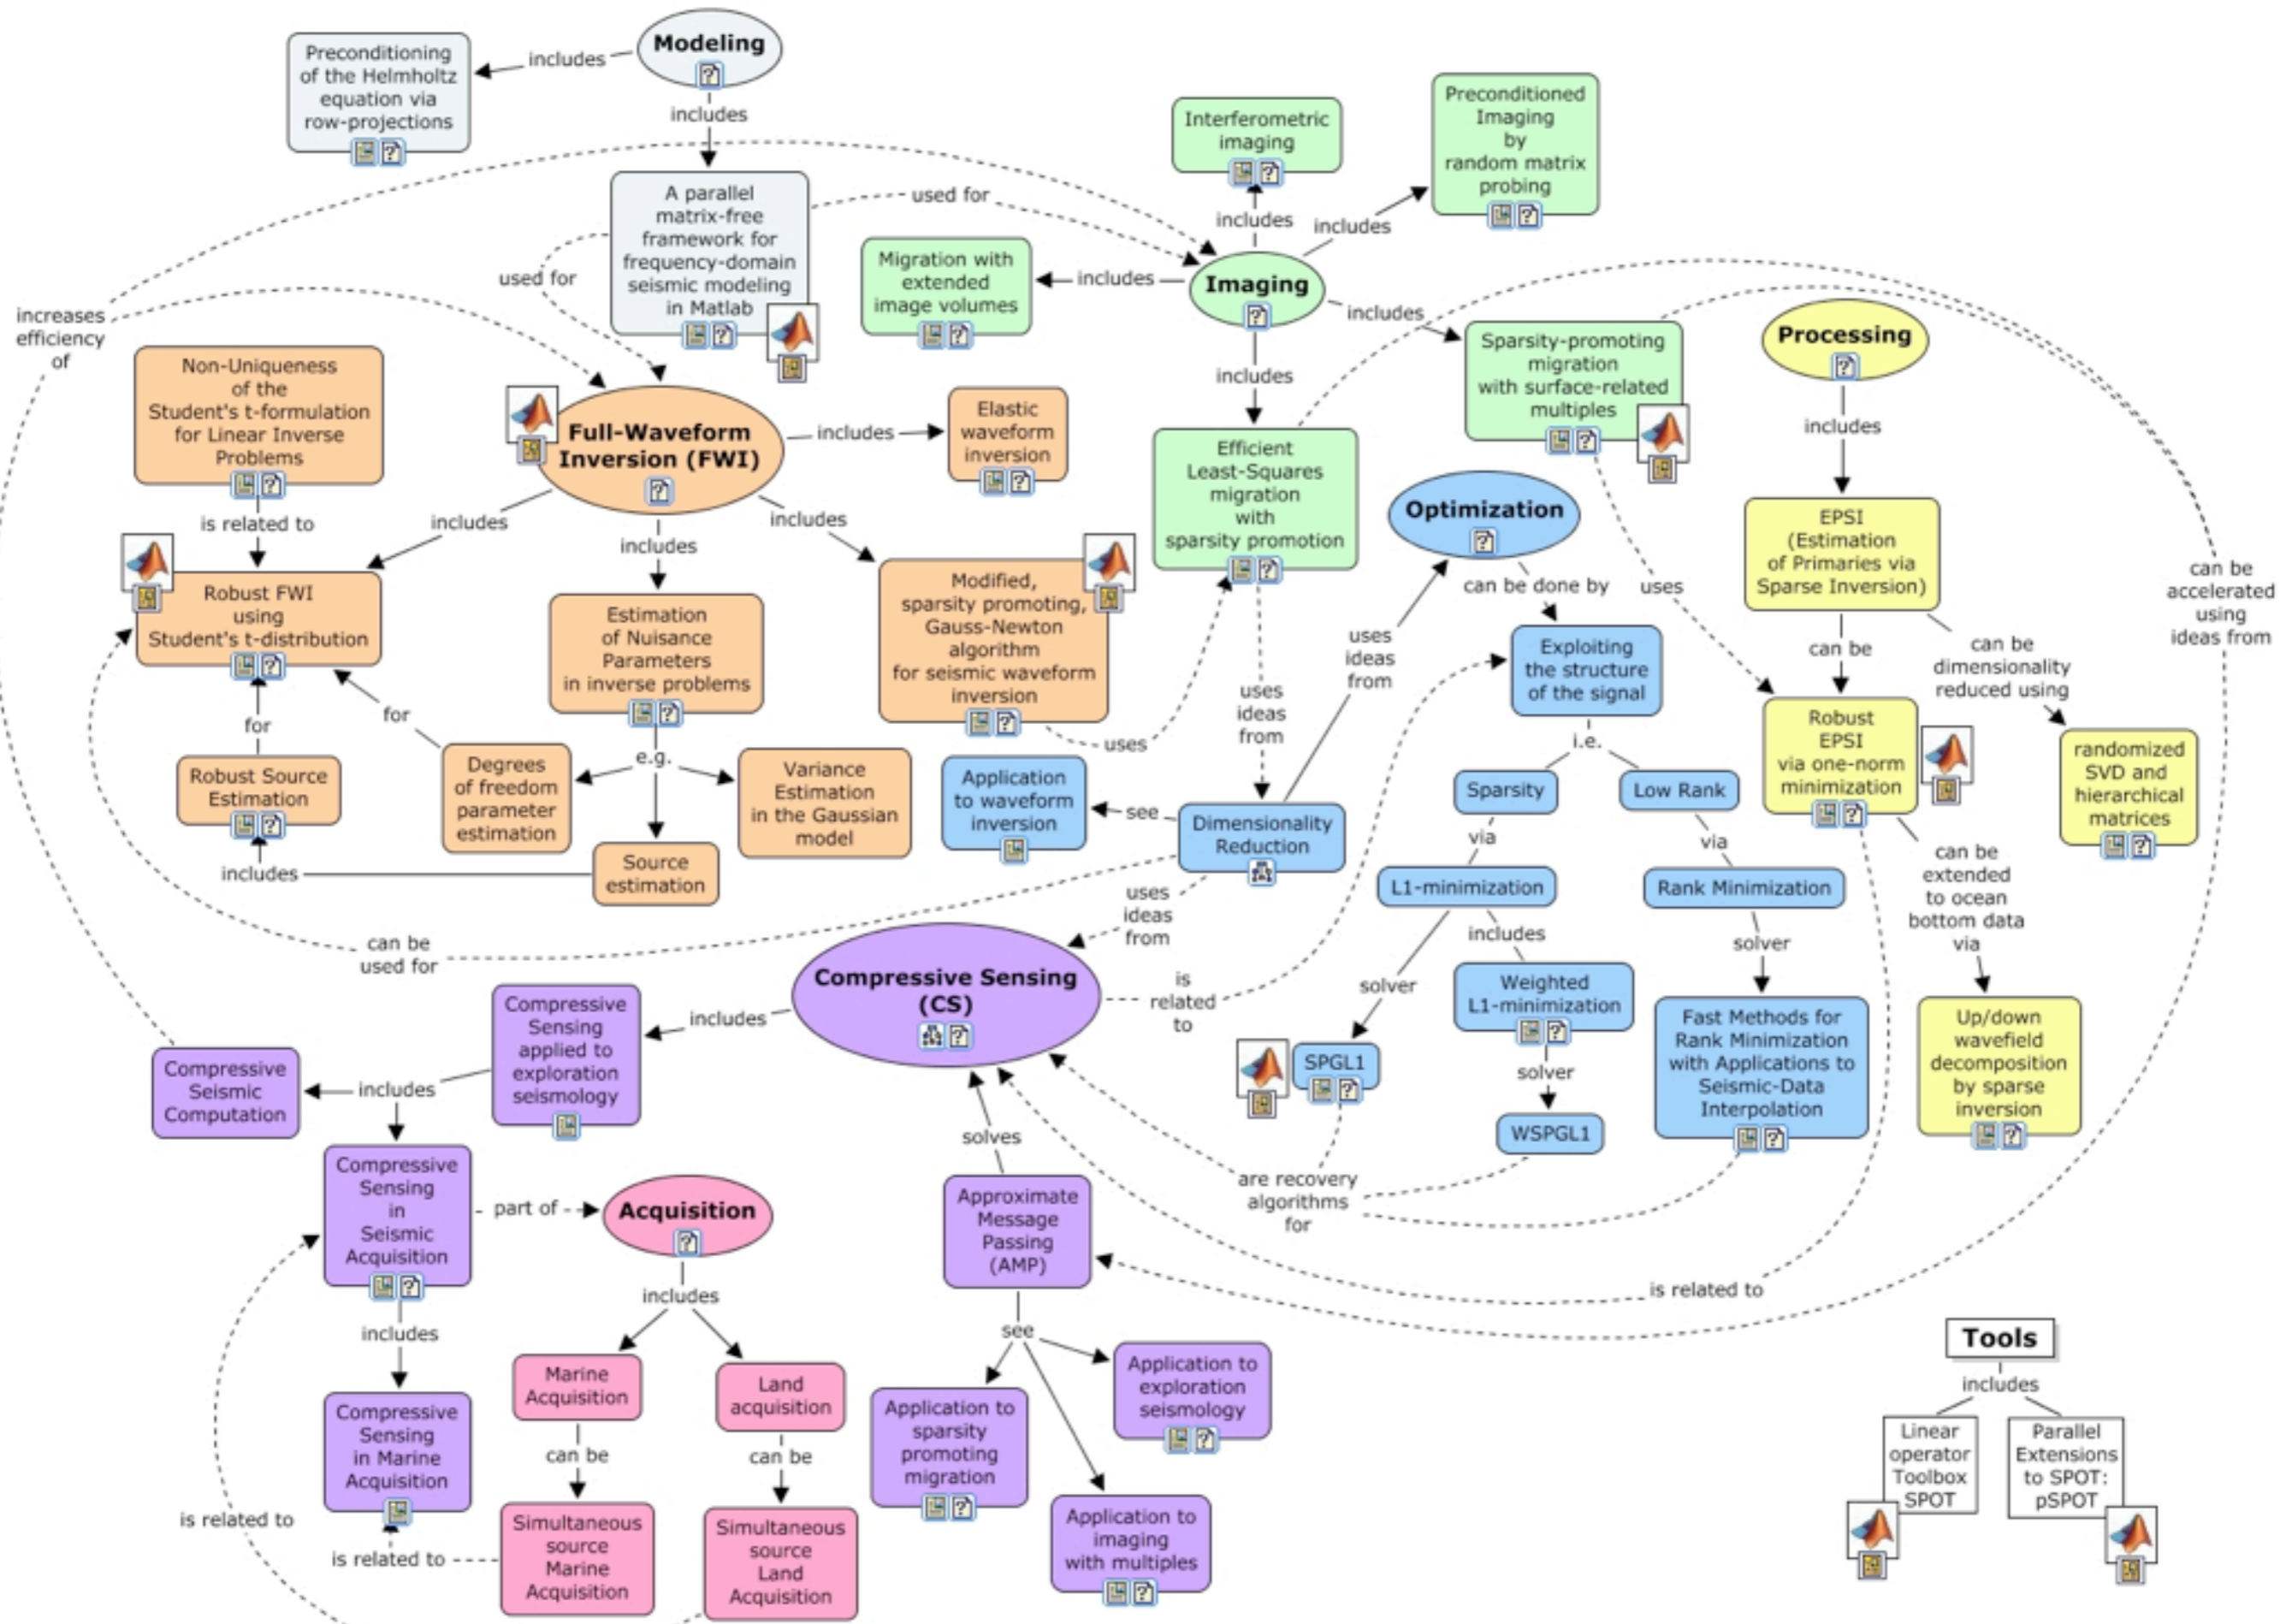 Modeling
includes
Preconditioning
of the Helmholtz
equation via
row-projections
includes
A parallel
matrix-free
framework for
frequency-domain
seismic modeling
in Matlab
used for
used for
Interferometric
imaging
Preconditioned
Imaging
by
random matrix
probing
includes
includes
Migration with
extended
image volumes
includes
Imaging
includes
includes
Sparsity-promoting
migration
with surface-related
multiples
Efficient
Least-Squares
migration
with
sparsity promotion
Processing
includes
EPSI
(Estimation
of Primaries via
Sparse Inversion)
can be
can be
dimensionality
reduced using
Robust
EPSI
via one-norm
minimization
randomized
SVD and
hierarchical
matrices
can be
extended
to ocean
bottom data
via
Up/down
wavefield
decomposition
by sparse
inversion
can be
accelerated
using
ideas from
uses
increases
efficiency
of
Non-Uniqueness
of the
Student's t-formulation
for Linear Inverse
Problems
is related to
Full-Waveform
Inversion (FWI)
includes
Elastic
waveform
inversion
includes
includes
includes
Robust FWI
using
Student's t-distribution
Estimation
of Nuisance
Parameters
in inverse problems
Modified,
sparsity promoting,
Gauss-Newton
algorithm
for seismic waveform
inversion
uses
for
for
Robust Source
Estimation
Degrees
of freedom
parameter
estimation
e.g.
Variance
Estimation
in the Gaussian
model
Source
estimation
includes
can be
used for
Optimization
can be done by
Exploiting
the structure
of the signal
i.e.
Sparsity
Low Rank
via
via
L1-minimization
Rank Minimization
solver
includes
solver
Weighted
L1-minimization
SPGL1
solver
WSPGL1
Fast Methods for
Rank Minimization
with Applications to
Seismic-Data
Interpolation
uses
ideas
from
uses
ideas
from
Application
to waveform
inversion
see
Dimensionality
Reduction
uses
ideas
from
Compressive Sensing
(CS)
is
related
to
are recovery
algorithms
for
is related to
includes
Compressive
Sensing
applied to
exploration
seismology
includes
Compressive
Seismic
Computation
Compressive
Sensing
in
Seismic
Acquisition
part of
Acquisition
includes
includes
Compressive
Sensing
in Marine
Acquisition
Marine
Acquisition
Land
acquisition
can be
can be
Simultaneous
source
Marine
Acquisition
Simultaneous
source
Land
Acquisition
is related to
is related to
solves
Approximate
Message
Passing
(AMP)
see
Application to
sparsity
promoting
migration
Application to
exploration
seismology
Application to
imaging
with multiples
Tools
includes
Linear
operator
Toolbox
SPOT
Parallel
Extensions
to SPOT:
pSPOT